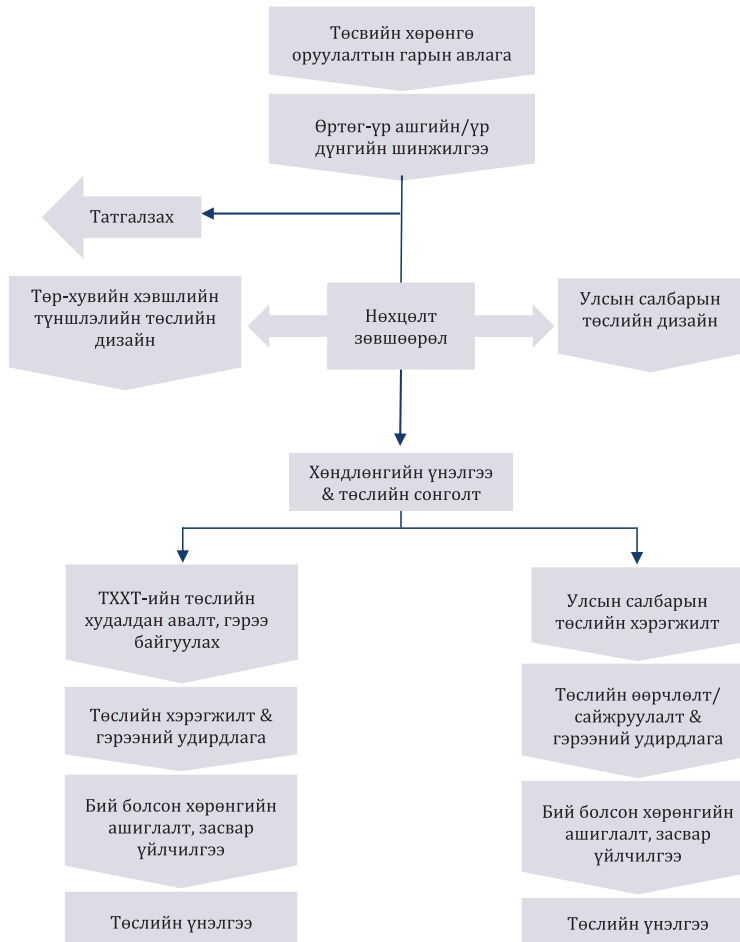 Төсвийн хөрөнгө
оруулалтын гарын авлага
Өртөг-үр ашгийн/үр
дүнгийн шинжилгээ
Татгалзах
Төр-хувийн хэвшлийн
түншлэлийн төслийн
дизайн
Нөхцөлт
зөвшөөрөл
Улсын салбарын
төслийн дизайн
Хөндлөнгийн үнэлгээ
& төслийн сонголт
ТХХТ-ийн төслийн
худалдан авалт, гэрээ
байгуулах
Төслийн хэрэгжилт &
гэрээний удирдлага
Бий болсон хөрөнгийн
ашиглалт, засвар
үйлчилгээ
Төслийн үнэлгээ
Улсын салбарын
төслийн хэрэгжилт
Төслийн өөрчлөлт/
сайжруулалт &
гэрээний удирдлага
Бий болсон хөрөнгийн
ашиглалт, засвар
үйлчилгээ
Төслийн үнэлгээ